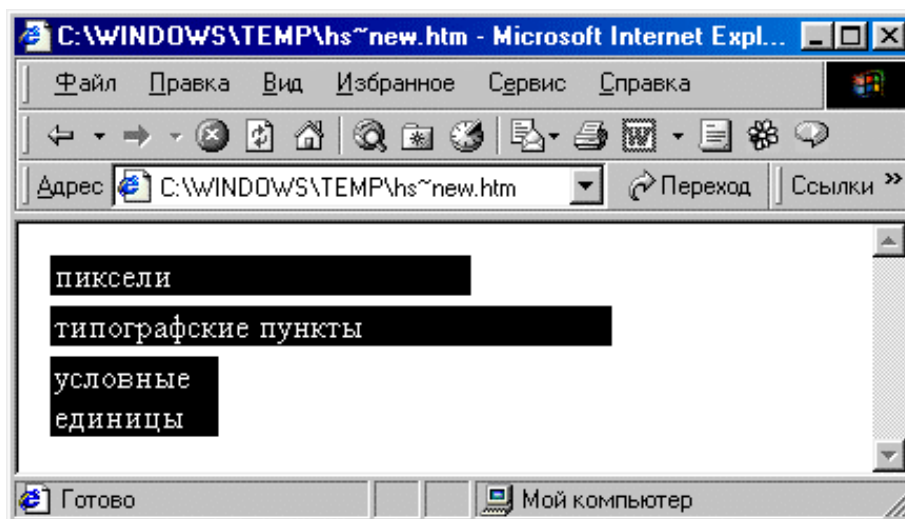 C:\WINDOWS\TEMP\hs~new.htm - Microsoft Internet Expl...
Файл Правка Вид Избранное Сервис Справка
Адрес C:\WINDOWS\TEMP\hs~new.htm Переход Ссылки »
пиксели
типографские пункты
условные
единицы
Готово Мой компьютер